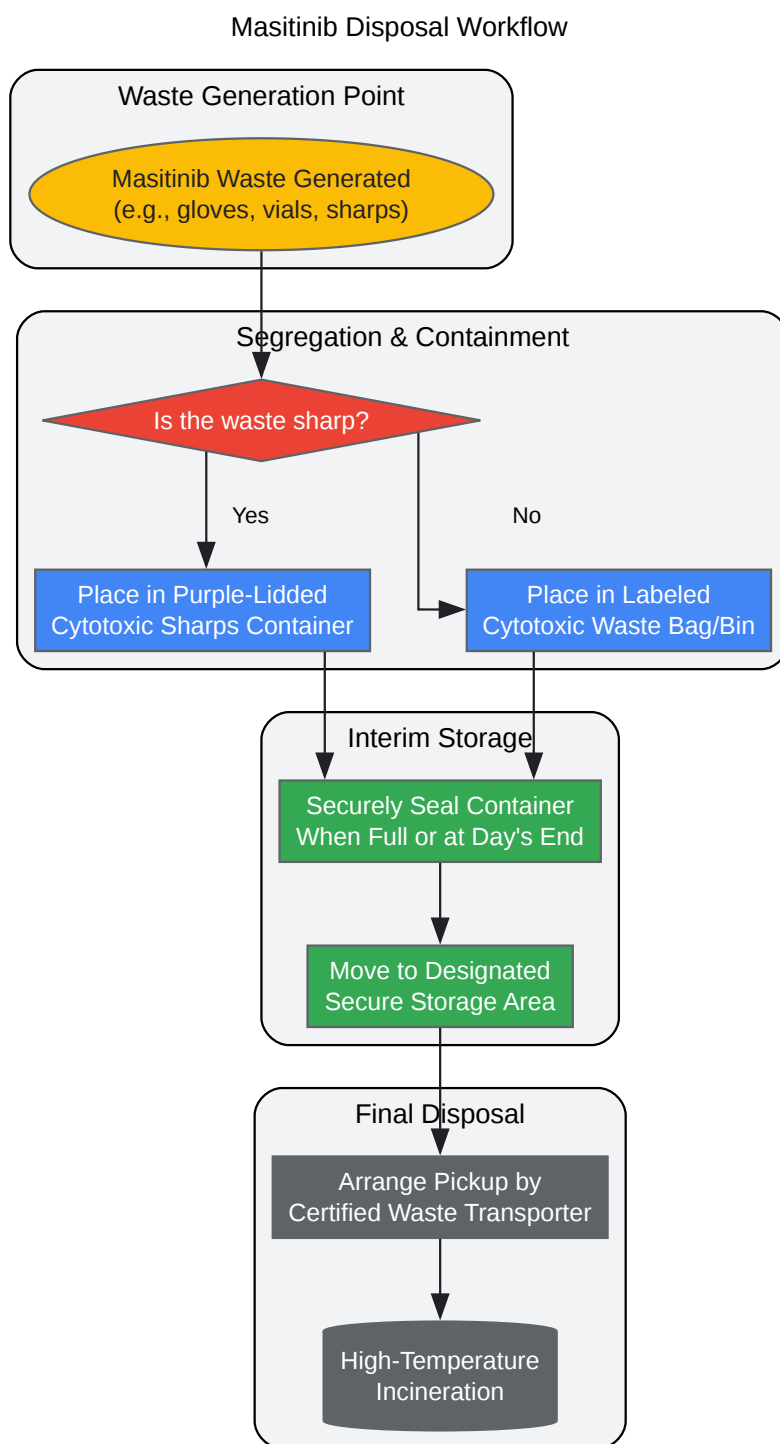 Masitinib Disposal Workflow
Waste Generation Point
Masitinib Waste Generated
(e.g., gloves, vials, sharps)
Segregation & Containment
Is the waste sharp?
Yes
No
Place in Purple-Lidded
Cytotoxic Sharps Container
Place in Labeled
Cytotoxic Waste Bag/Bin
Interim Storage
Securely Seal Container
When Full or at Day's End
Move to Designated
Secure Storage Area
Final Disposal
Arrange Pickup by
Certified Waste Transporter
High-Temperature
Incineration